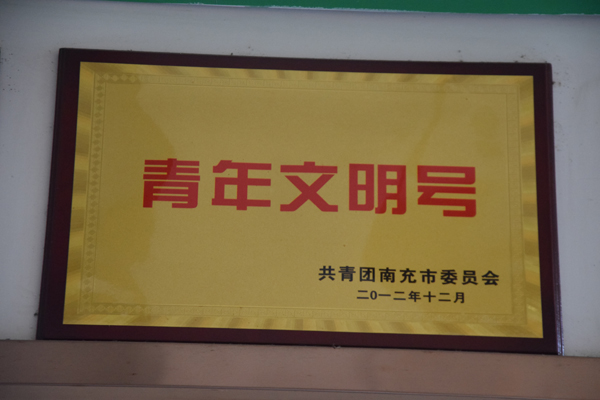 青年文明号
共青团南充市委员会
二0一二年十二月